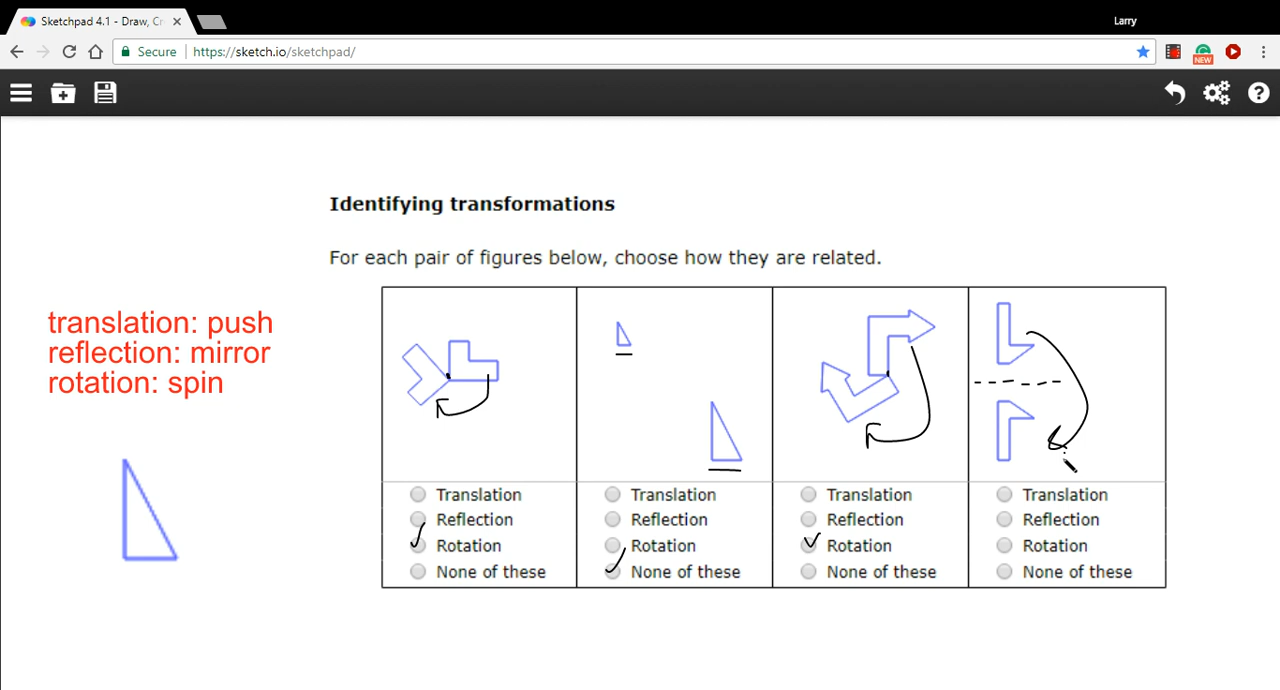 Sketchpad 4.1 - Draw, Cr
Larry
Secure
https://sketch.io/sketchpad/
NEW
Identifying transformations
For each pair of figures below, choose how they are related.
translation: push
reflection: mirror
rotation: spin
Translation Translation Translation Translation
Reflection Reflection Reflection Reflection
Rotation Rotation Rotation Rotation
None of these None of these None of these None of these